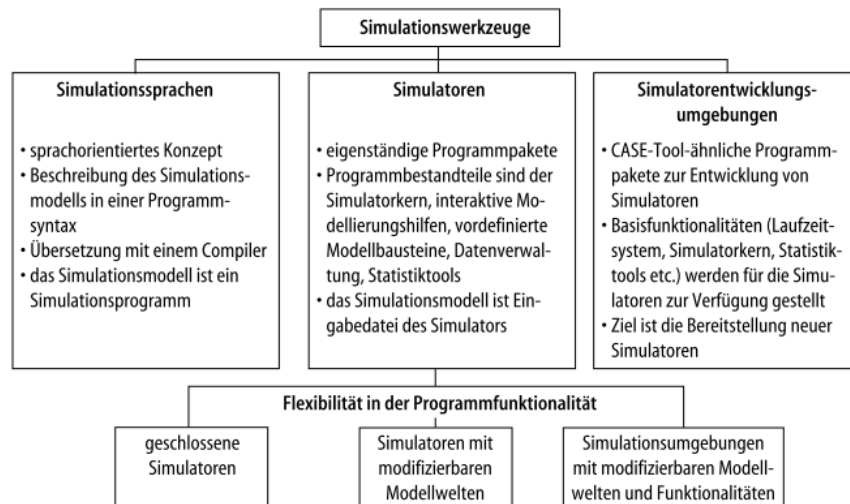 Simulationswerkzeuge
Simulationssprachen
• sprachorientiertes Konzept
• Beschreibung des Simulations-
modells in einer Programm-
syntax
• Übersetzung mit einem Compiler
• das Simulationsmodell ist ein
Simulationsprogramm
Simulatoren
• eigenständige Programmpakete
• Programmbestandteile sind der
Simulatorkern, interaktive Mo-
dellierungshilfen, vordefinierte
Modellbausteine, Datenverwal-
tung, Statistiktools
• das Simulationsmodell ist Ein-
gabedatei des Simulators
Simulatorentwicklungs-
umgebungen
• CASE-Tool-ähnliche Programm-
pakete zur Entwicklung von
Simulatoren
• Basisfunktionalitäten (Laufzeit-
system, Simulatorkern, Statistik-
tools etc.) werden für die Simu-
latoren zur Verfügung gestellt
• Ziel ist die Bereitstellung neuer
Simulatoren
Flexibilität in der Programmfunktionalität
geschlossene
Simulatoren
Simulatoren mit
modifizierbaren
Modellwelten
Simulationsumgebungen
mit modifizierbaren Modell-
welten und Funktionalitäten